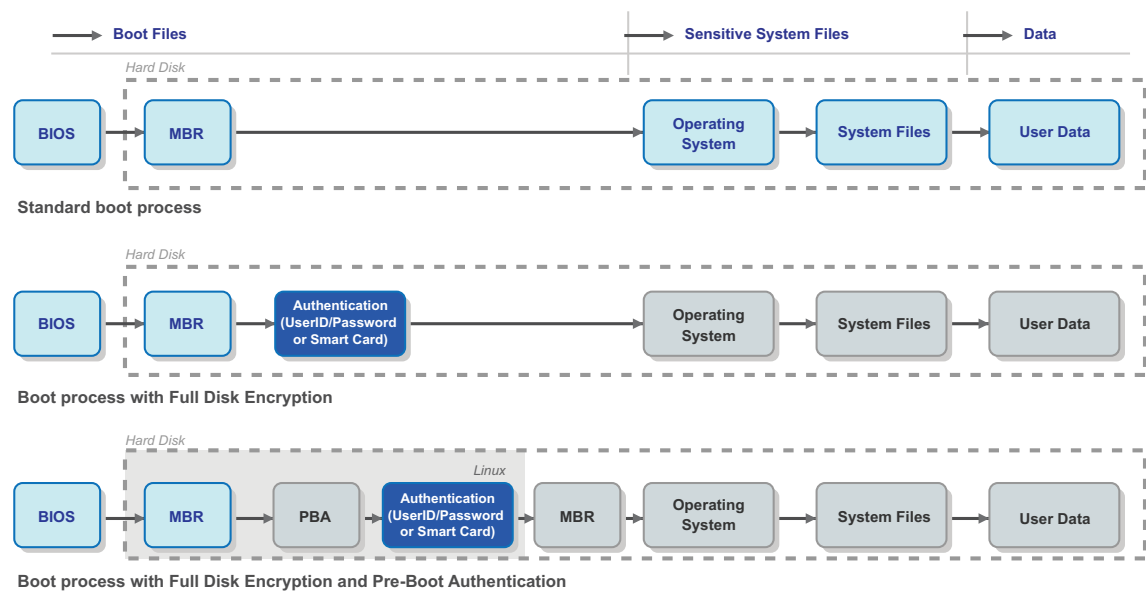 Boot Files
Sensitive System Files
Data
Hard Disk
BIOS
MBR
Operating
System
System Files
User Data
Standard boot process
Hard Disk
BIOS
MBR
Authentication
(UserID/Password
or Smart Card)
Operating
System
System Files
User Data
Boot process with Full Disk Encryption
Hard Disk
Linux
BIOS
MBR
PBA
Authentication
(UserID/Password
or Smart Card)
MBR
Operating
System
System Files
User Data
Boot process with Full Disk Encryption and Pre-Boot Authentication